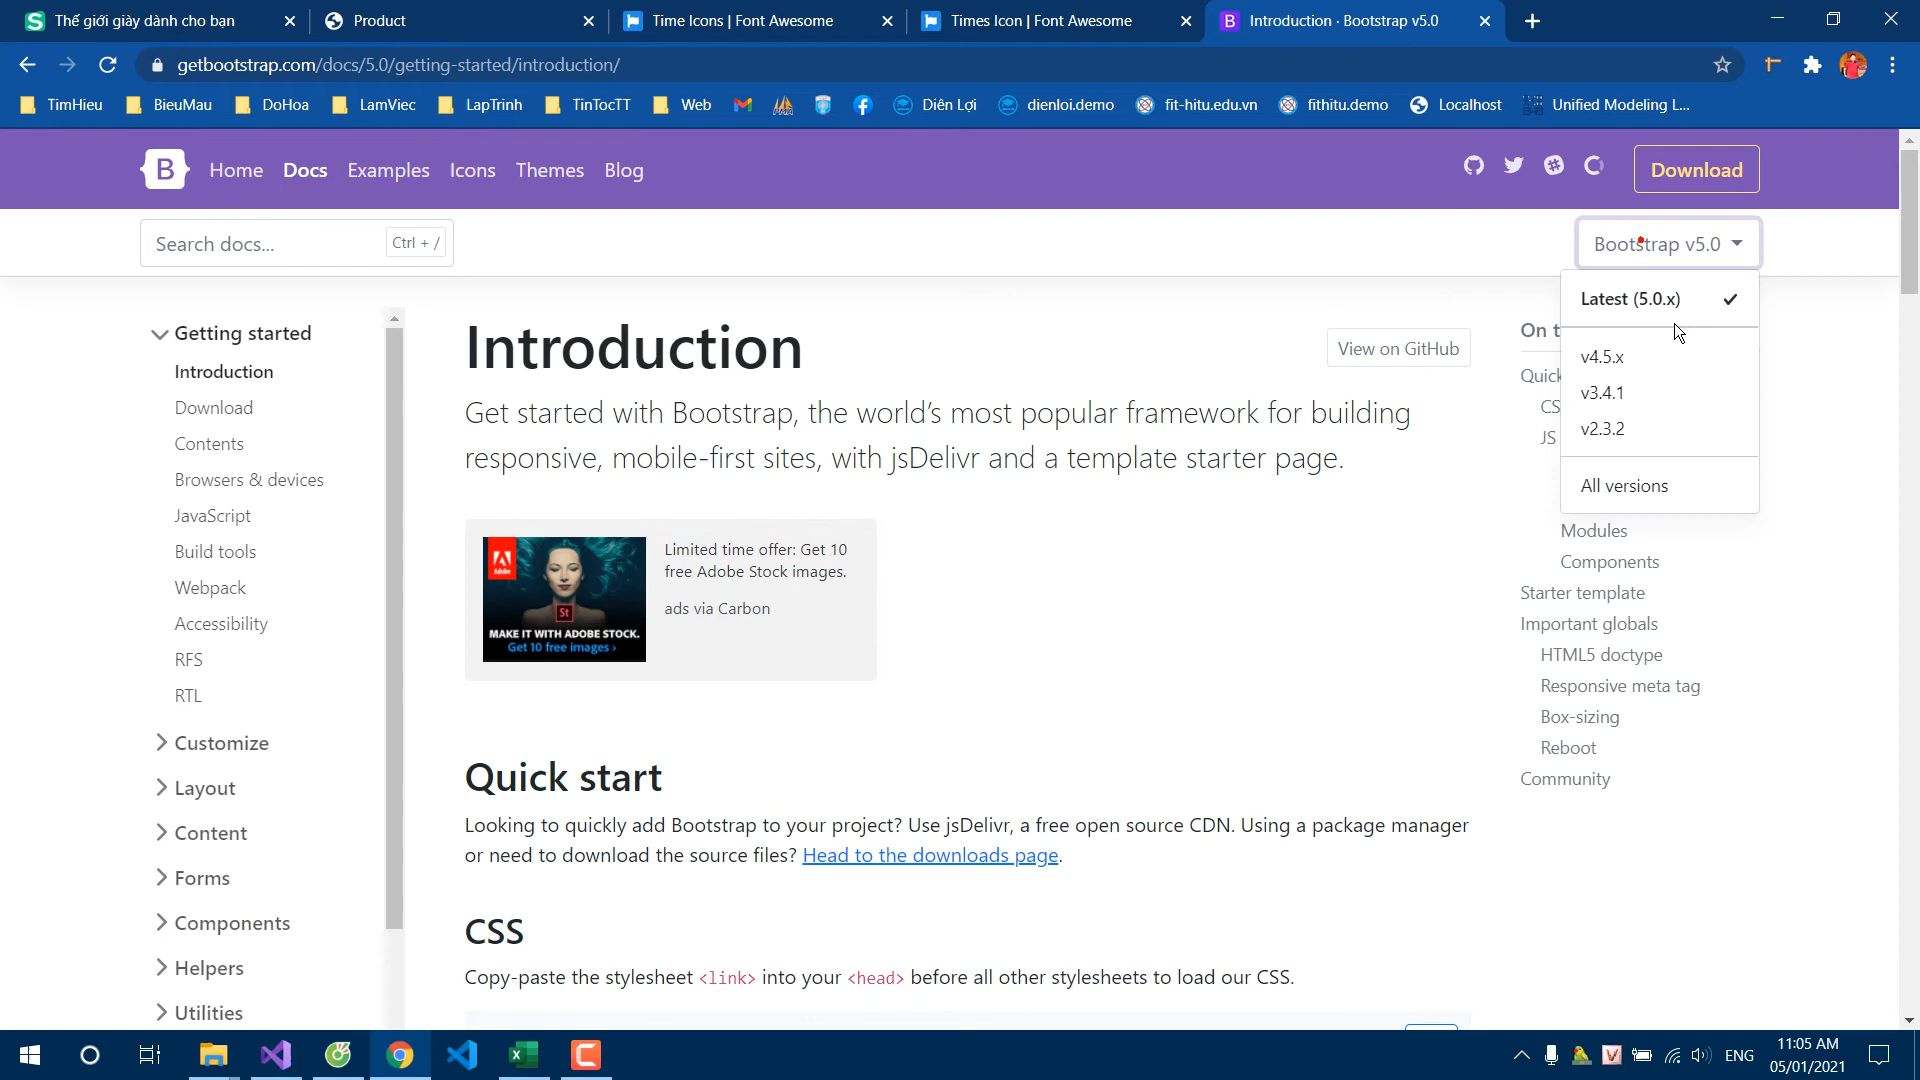 Thế giới giày dành cho bạn
Product
Time Icons | Font Awesome
Times Icon | Font Awesome
Introduction · Bootstrap v5.0
getbootstrap.com/docs/5.0/getting-started/introduction/
TimHieu
BieuMau
DoHoa
LamViec
LapTrinh
TinTocTT
Web
Diên Lợi
dienloi.demo
fit-hitu.edu.vn
fithitu.demo
Localhost
Unified Modeling L...
B
Home
Docs
Examples
Icons
Themes
Blog
Download
Search docs...
Ctrl + /
Bootstrap v5.0
Latest (5.0.x)
v4.5.x
v3.4.1
v2.3.2
All versions
Getting started
Introduction
Download
Contents
Browsers & devices
JavaScript
Build tools
Webpack
Accessibility
RFS
RTL
Customize
Layout
Content
Forms
Components
Helpers
Utilities
Introduction
View on GitHub
Get started with Bootstrap, the world's most popular framework for building
responsive, mobile-first sites, with jsDelivr and a template starter page.
Adobe
St
MAKE IT WITH ADOBE STOCK.
Get 10 free images ›
Limited time offer: Get 10
free Adobe Stock images.
ads via Carbon
Quick start
Looking to quickly add Bootstrap to your project? Use jsDelivr, a free open source CDN. Using a package manager
or need to download the source files? Head to the downloads page.
CSS
Copy-paste the stylesheet <link> into your <head> before all other stylesheets to load our CSS.
On t
Quick
CS
JS
Modules
Components
Starter template
Important globals
HTML5 doctype
Responsive meta tag
Box-sizing
Reboot
Community
ENG
11:05 AM
05/01/2021